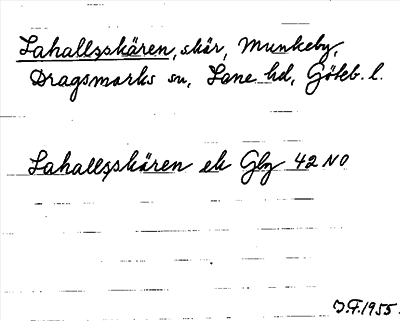 Lahallsskären, skär, Munkeby,
Dragsmarks sn, Lane hd, Göteb. l.
Lahallsskären ek Gbg 42 NO
J.F. 1955.